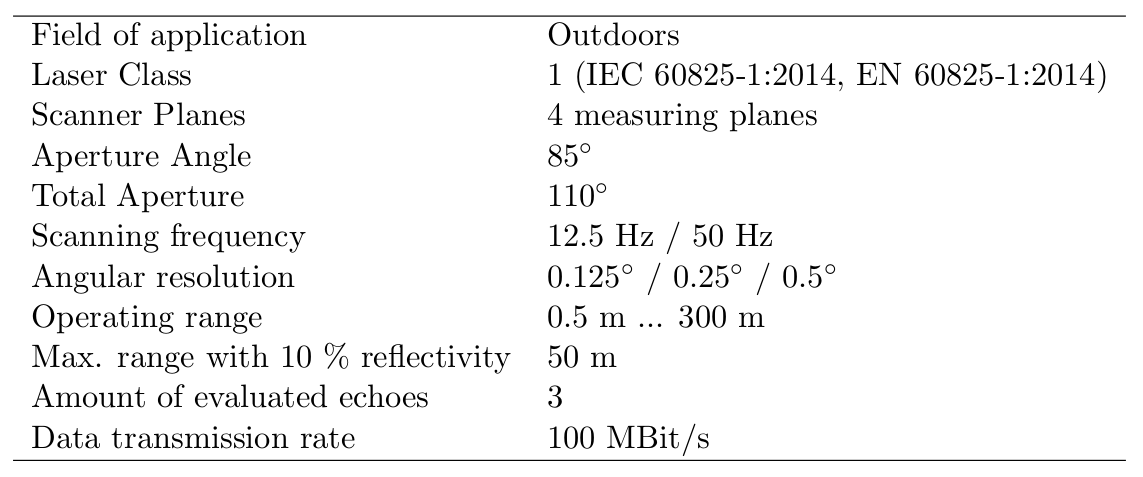 Field of application Outdoors
Laser Class 1 (IEC 60825-1:2014, EN 60825-1:2014)
Scanner Planes 4 measuring planes
Aperture Angle 85°
Total Aperture 110°
Scanning frequency 12.5 Hz / 50 Hz
Angular resolution 0.125° / 0.25° / 0.5°
Operating range 0.5 m ... 300 m
Max. range with 10 % reflectivity 50 m
Amount of evaluated echoes 3
Data transmission rate 100 MBit/s